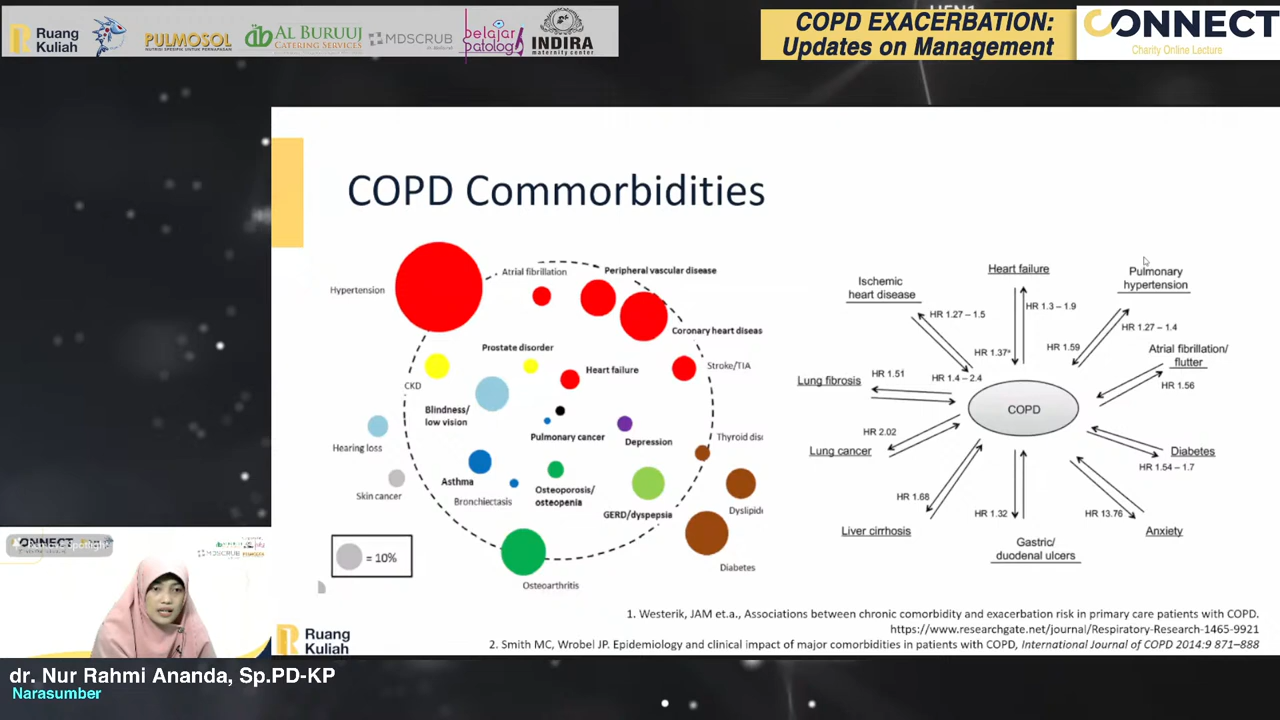 Ruang
Kuliah
PULMOSOL
NUTRISI SPESIFIK UNTUK PERNAPASAN
AL BURUUJ
CATERING SERVICES
MDSCRUB
belajar
patologi
INDIRA
maternity center
COPD EXACERBATION:
Updates on Management
CONNECT
Charity Online Lecture
COPD Commorbidities
Hypertension
Atrial fibrillation
Peripheral vascular disease
Coronary heart diseas
Prostate disorder
Heart failure
Stroke/TIA
CKD
Blindness/
low vision
Pulmonary cancer
Depression
Hearing loss
Thyroid dis
Skin cancer
Asthma
Bronchiectasis
Osteoporosis/
osteopenia
GERD/dyspepsia
Dyslipid
= 10%
Osteoarthritis
Diabetes
Ischemic
heart disease
Heart failure
Pulmonary
hypertension
HR 1.27 – 1.5
HR 1.3 – 1.9
HR 1.27 – 1.4
HR 1.37*
HR 1.59
Atrial fibrillation/
flutter
Lung fibrosis
HR 1.51
HR 1.4 – 2.4
HR 1.56
COPD
HR 2.02
Lung cancer
Diabetes
HR 1.54 – 1.7
HR 1.68
HR 1.32
HR 13.76
Liver cirrhosis
Gastric/
duodenal ulcers
Anxiety
1. Westerik, JAM et.a., Associations between chronic comorbidity and exacerbation risk in primary care patients with COPD.
https://www.researchgate.net/journal/Respiratory-Research-1465-9921
2. Smith MC, Wrobel JP. Epidemiology and clinical impact of major comorbidities in patients with COPD, International Journal of COPD 2014:9 871–888
Ruang
Kuliah
CONNECT
MDSCRUB
dr. Nur Rahmi Ananda, Sp.PD-KP
Narasumber